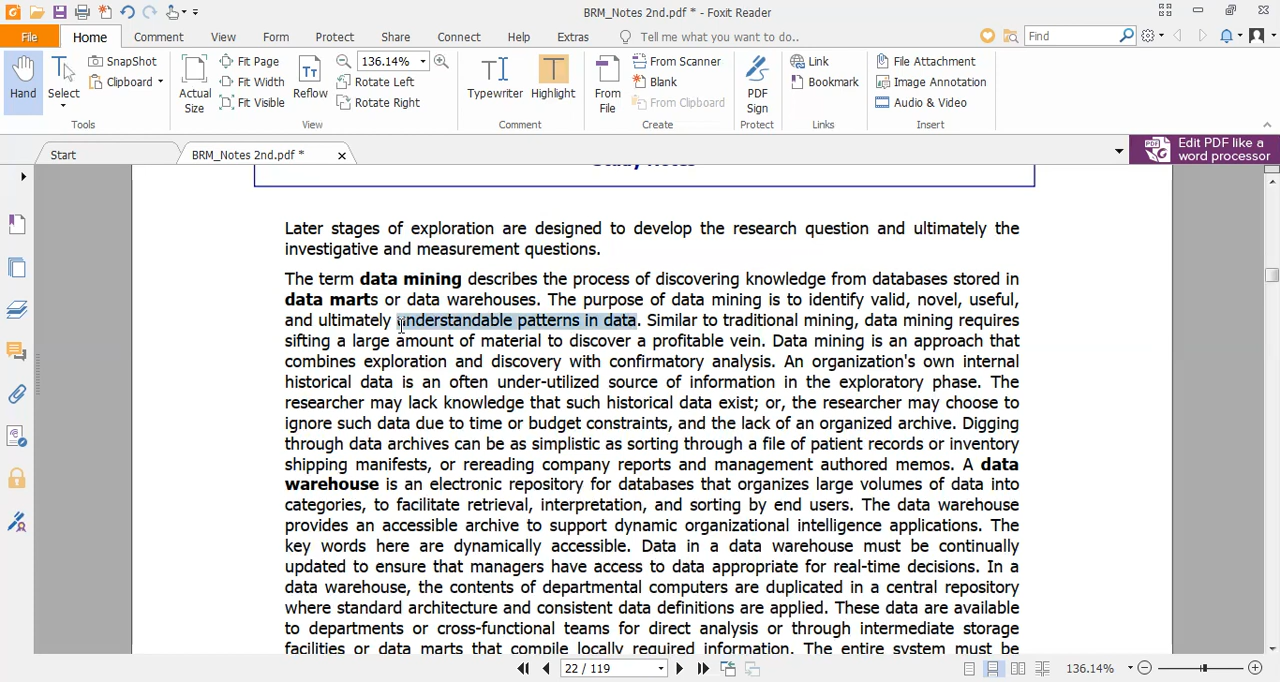 BRM_Notes 2nd.pdf * - Foxit Reader
File Home Comment View Form Protect Share Connect Help Extras Tell me what you want to do.. Find
Hand
Select
SnapShot
Clipboard
Tools
Actual Size
Fit Page
Fit Width
Fit Visible
Reflow
136.14%
Rotate Left
Rotate Right
View
Typewriter
Highlight
Comment
From File
From Scanner
Blank
From Clipboard
Create
PDF Sign
Protect
Link
Bookmark
Links
File Attachment
Image Annotation
Audio & Video
Insert
Start
BRM_Notes 2nd.pdf *
Edit PDF like a
word processor
Study Notes
Later stages of exploration are designed to develop the research question and ultimately the
investigative and measurement questions.
The term data mining describes the process of discovering knowledge from databases stored in
data marts or data warehouses. The purpose of data mining is to identify valid, novel, useful,
and ultimately understandable patterns in data. Similar to traditional mining, data mining requires
sifting a large amount of material to discover a profitable vein. Data mining is an approach that
combines exploration and discovery with confirmatory analysis. An organization's own internal
historical data is an often under-utilized source of information in the exploratory phase. The
researcher may lack knowledge that such historical data exist; or, the researcher may choose to
ignore such data due to time or budget constraints, and the lack of an organized archive. Digging
through data archives can be as simplistic as sorting through a file of patient records or inventory
shipping manifests, or rereading company reports and management authored memos. A data
warehouse is an electronic repository for databases that organizes large volumes of data into
categories, to facilitate retrieval, interpretation, and sorting by end users. The data warehouse
provides an accessible archive to support dynamic organizational intelligence applications. The
key words here are dynamically accessible. Data in a data warehouse must be continually
updated to ensure that managers have access to data appropriate for real-time decisions. In a
data warehouse, the contents of departmental computers are duplicated in a central repository
where standard architecture and consistent data definitions are applied. These data are available
to departments or cross-functional teams for direct analysis or through intermediate storage
facilities or data marts that compile locally required information. The entire system must be
22 / 119
136.14%